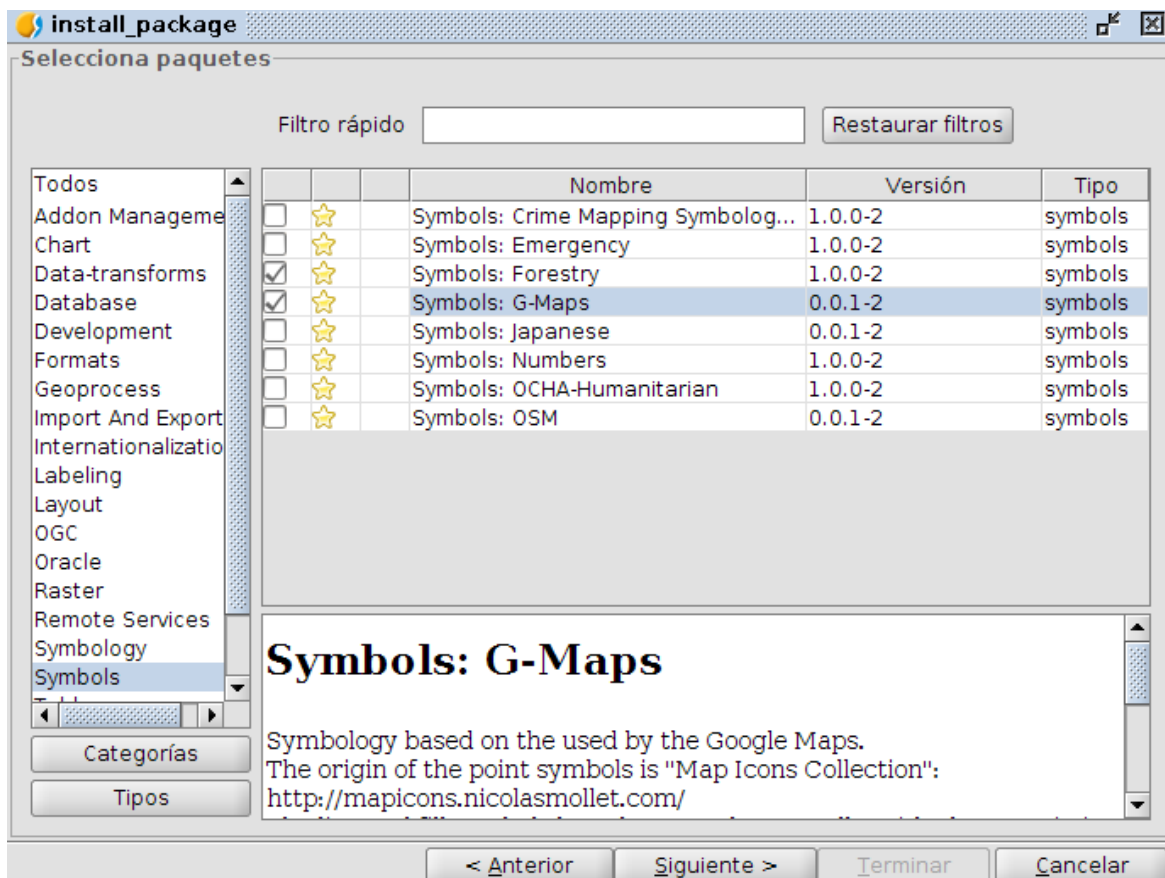 install_package
Selecciona paquetes
Filtro rápido
Restaurar filtros
Todos
Addon Manageme
Chart
Data-transforms
Database
Development
Formats
Geoprocess
Import And Export
Internationalizatio
Labeling
Layout
OGC
Oracle
Raster
Remote Services
Symbology
Symbols
Categorías
Tipos
Nombre Versión Tipo
Symbols: Crime Mapping Symbolog... 1.0.0-2 symbols
Symbols: Emergency 1.0.0-2 symbols
Symbols: Forestry 1.0.0-2 symbols
Symbols: G-Maps 0.0.1-2 symbols
Symbols: Japanese 0.0.1-2 symbols
Symbols: Numbers 1.0.0-2 symbols
Symbols: OCHA-Humanitarian 1.0.0-2 symbols
Symbols: OSM 0.0.1-2 symbols
Symbols: G-Maps
Symbology based on the used by the Google Maps.
The origin of the point symbols is "Map Icons Collection":
http://mapicons.nicolasmollet.com/
< Anterior
Siguiente >
Terminar
Cancelar